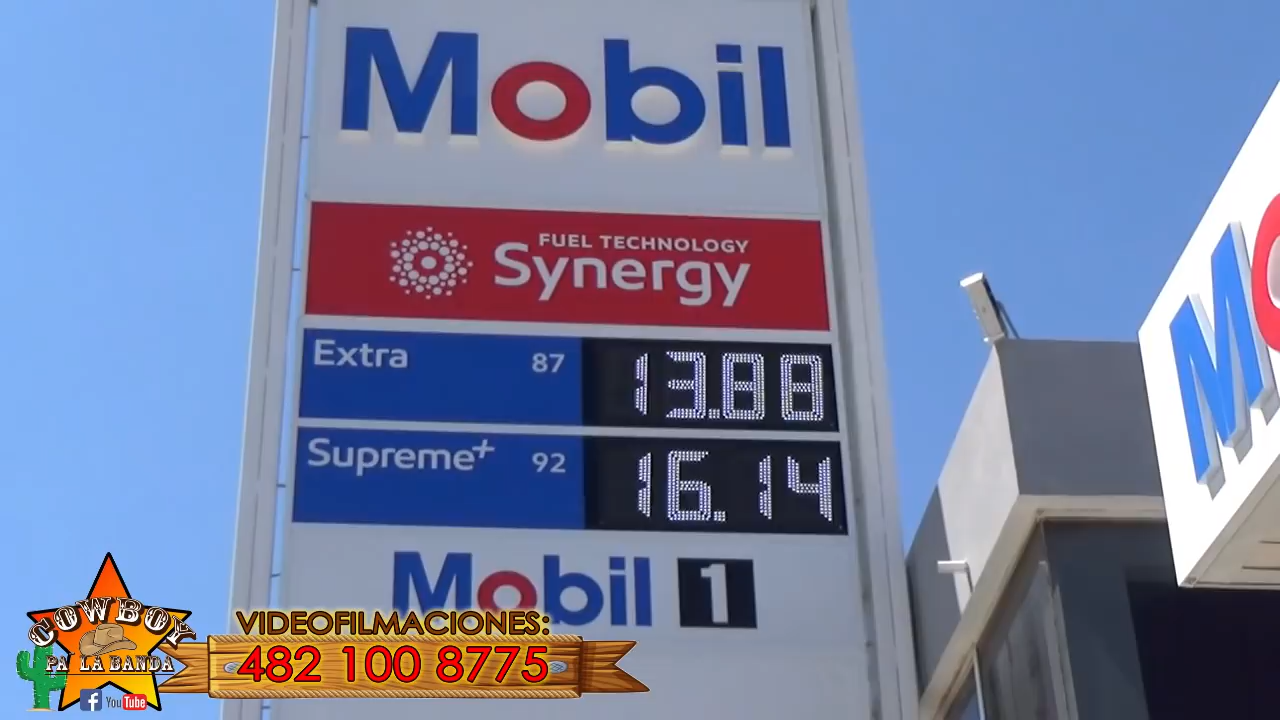 Mobil
FUEL TECHNOLOGY
Synergy
Extra 87 13.88
Supreme+ 92 16.14
Mobil 1
M
COWBOY
PA' LA BANDA
f YouTube
VIDEOFILMACIONES:
482 100 8775